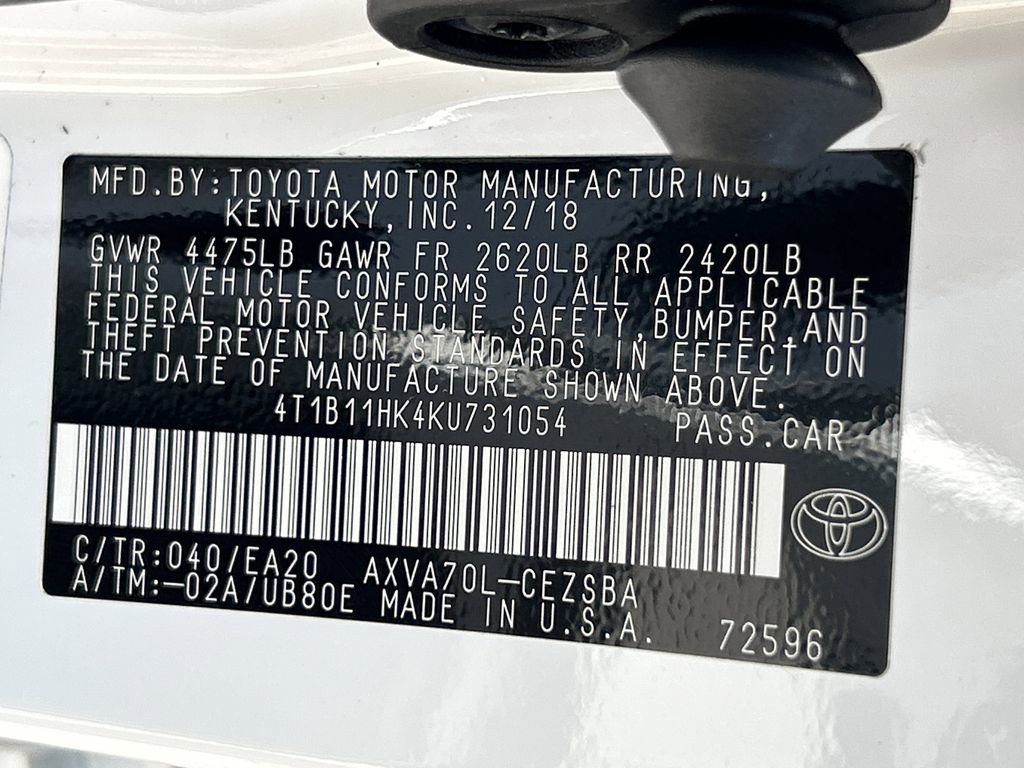 MFD.BY:TOYOTA MOTOR MANUFACTURING,
KENTUCKY,INC.12/18
GVWR 4475LB GAWR FR 2620LB RR 2420LB
THIS VEHICLE CONFORMS TO ALL APPLICABLE
FEDERAL MOTOR VEHICLE SAFETY,BUMPER,AND
THEFT PREVENTION STANDARDS IN EFFECT ON
THE DATE OF MANUFACTURE SHOWN ABOVE.
4T1B11HK4KU731054 PASS.CAR
C/TR:040/EA20 AXVA70L-CEZSBA
A/TM:-02A/UB80E MADE IN U.S.A. 72596